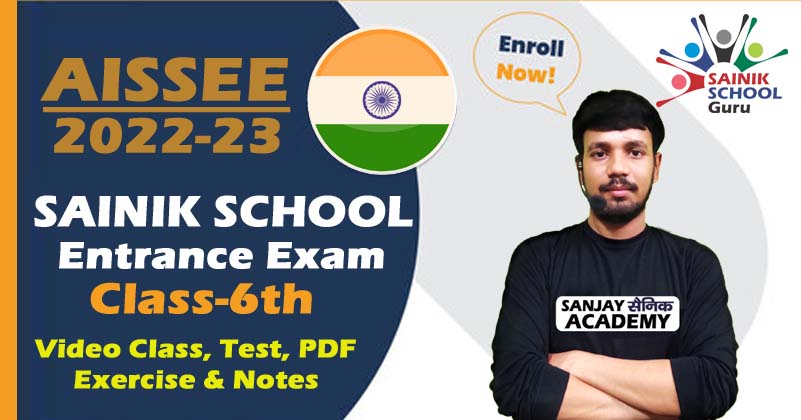 AISSEE
2022-23
SAINIK SCHOOL
Entrance Exam
Class-6th
Video Class, Test, PDF
Exercise & Notes
Enroll
Now!
SAINIK
SCHOOL
Guru
SANJAY सैनिक
ACADEMY